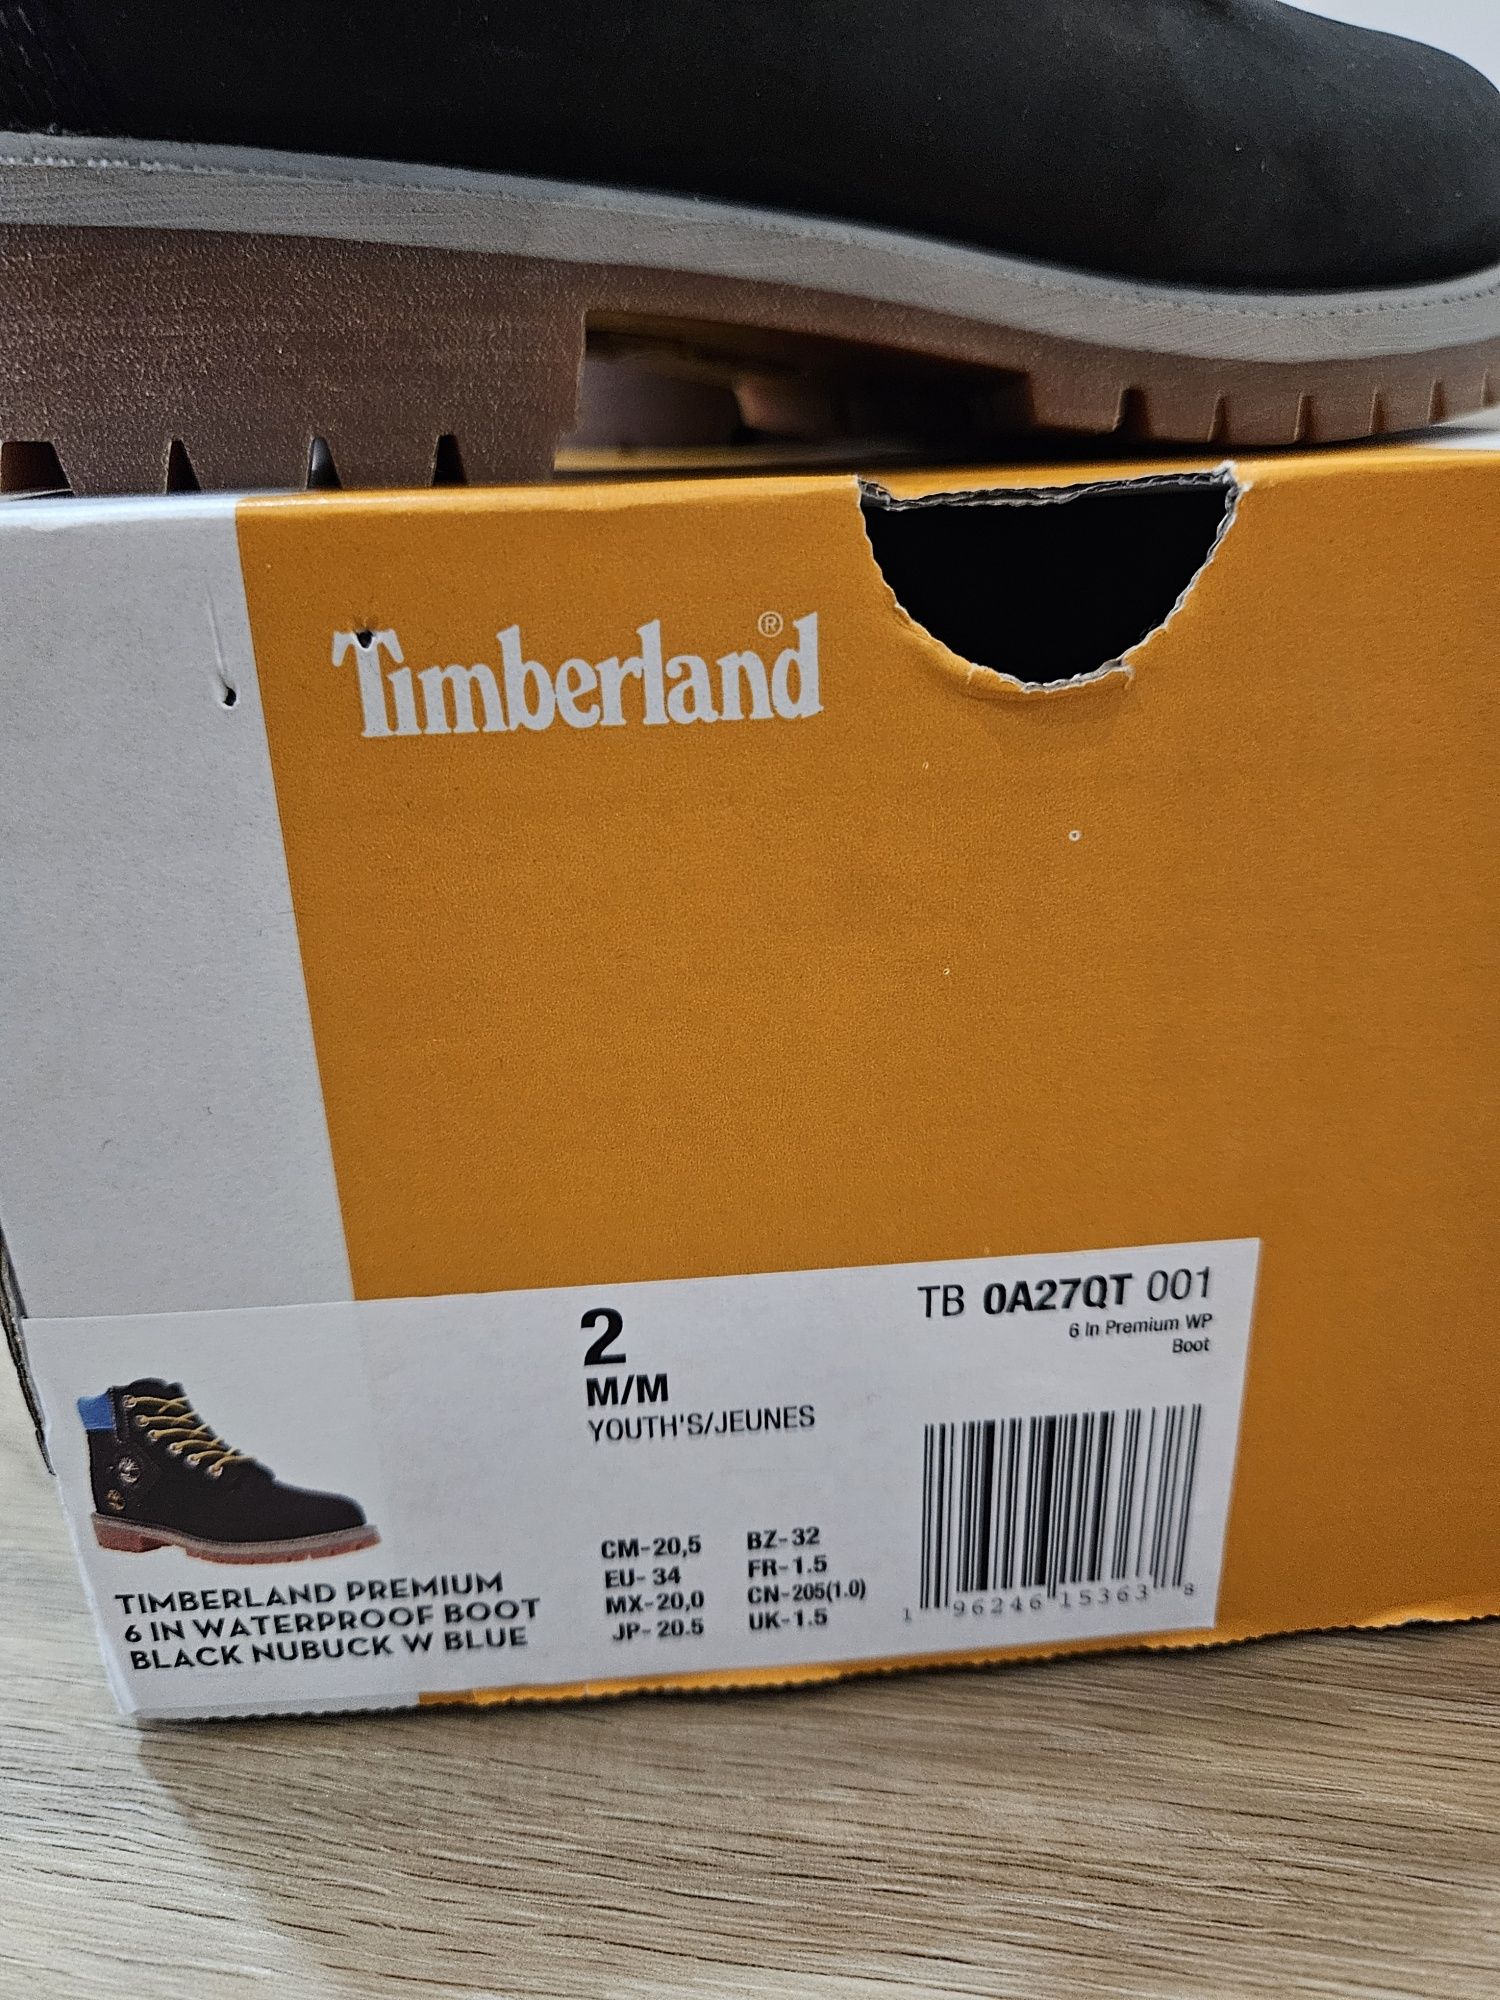 Timberland®
TB 0A27QT 001
6 In Premium WP
Boot
2
M/M
YOUTH'S/JEUNES
CM-20,5 BZ-32
EU-34 FR-1.5
MX-20,0 CN-205(1.0)
JP-20.5 UK-1.5
1 96246 15363 8
TIMBERLAND PREMIUM
6 IN WATERPROOF BOOT
BLACK NUBUCK W BLUE